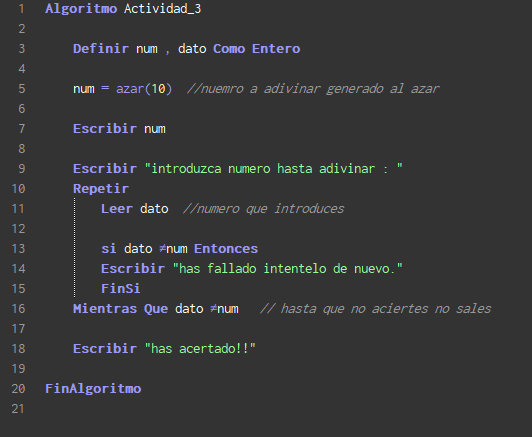 1 Algoritmo Actividad_3
2
3 Definir num , dato Como Entero
4
5 num = azar(10) //nuemro a adivinar generado al azar
6
7 Escribir num
8
9 Escribir "introduzca numero hasta adivinar : "
10 Repetir
11 Leer dato //numero que introduces
12
13 si dato ≠num Entonces
14 Escribir "has fallado intentelo de nuevo."
15 FinSi
16 Mientras Que dato ≠num // hasta que no aciertes no sales
17
18 Escribir "has acertado!!"
19
20 FinAlgoritmo
21